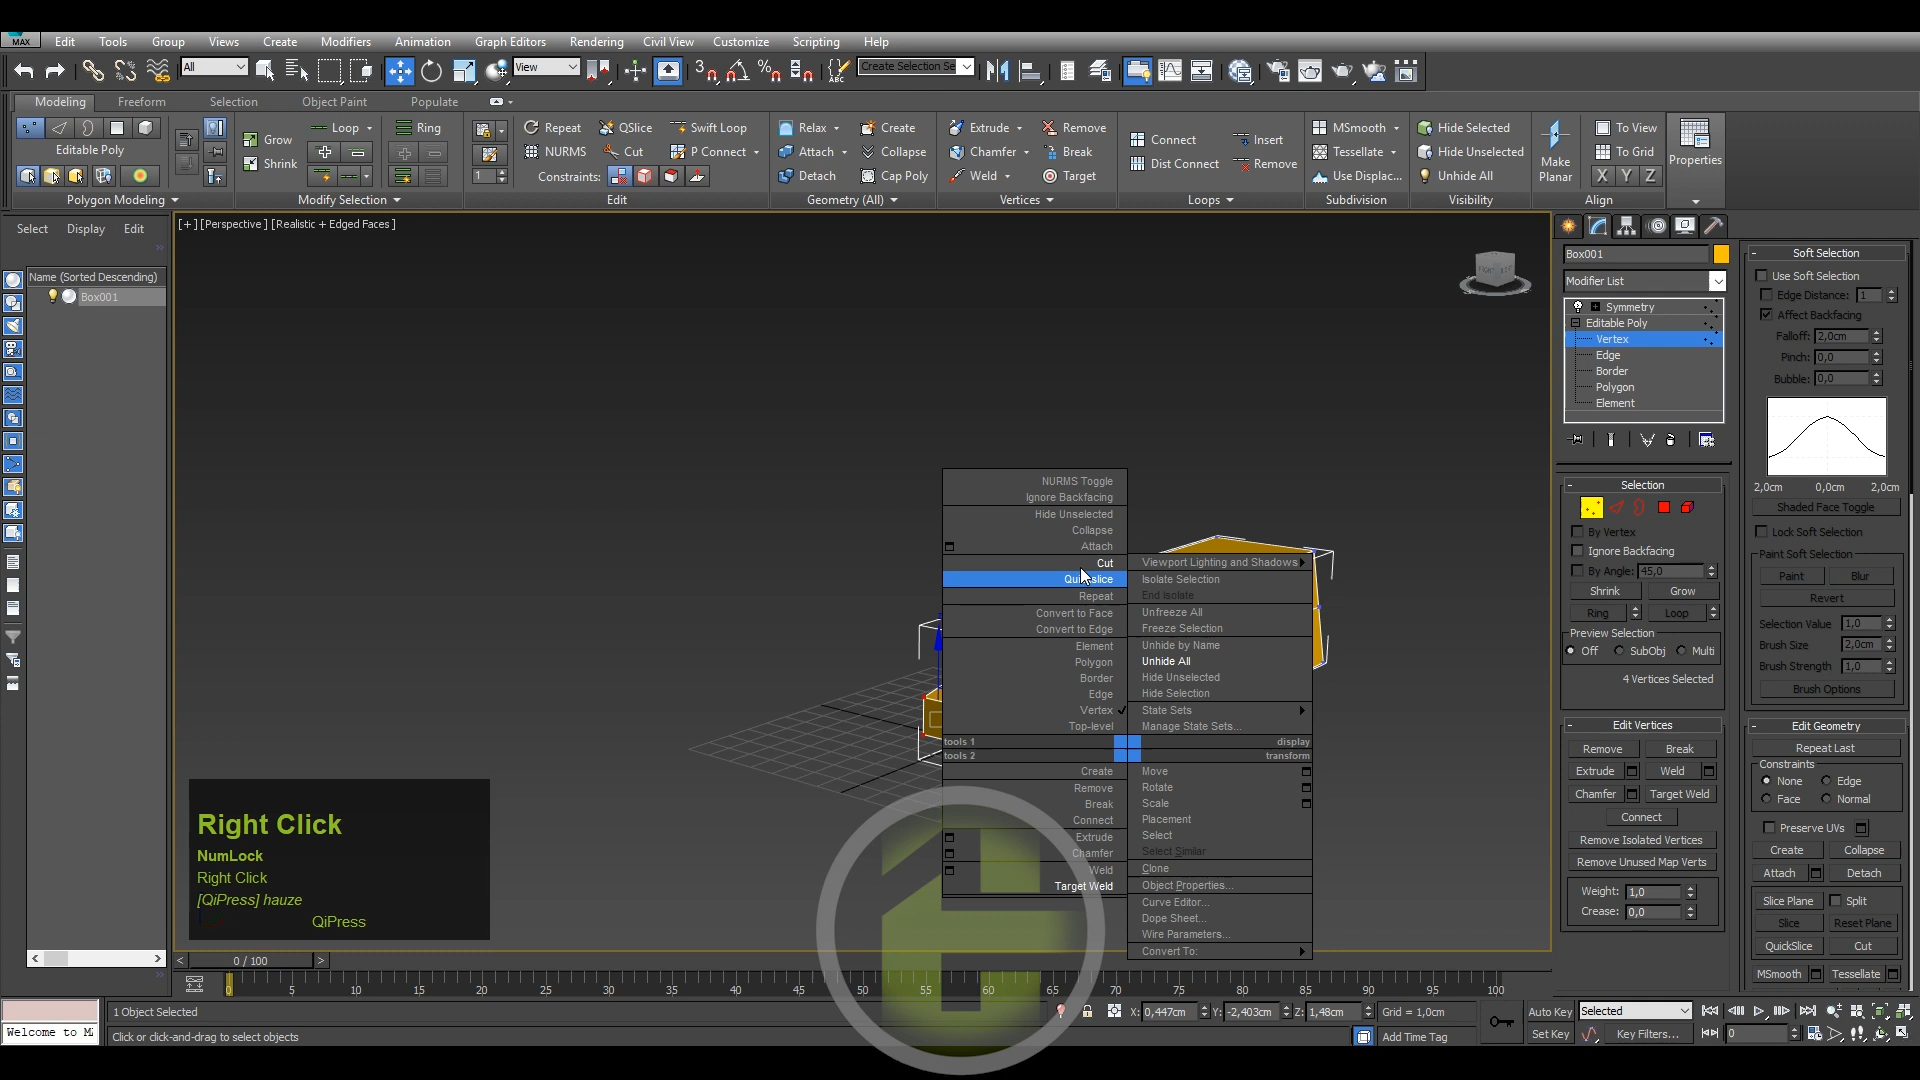 MAX
Edit Tools Group Views Create Modifiers Animation Graph Editors Rendering Civil View Customize Scripting Help
All View Create Selection Se
Modeling Freeform Selection Object Paint Populate
Editable Poly
Polygon Modeling
Grow Loop Ring
Shrink
Modify Selection
Repeat QSlice Swift Loop
NURMS Cut P Connect
1 Constraints:
Edit
Relax Create
Attach Collapse
Detach Cap Poly
Geometry (All)
Extrude Remove
Chamfer Break
Weld Target
Vertices
Connect Insert
Dist Connect Remove
Loops
MSmooth
Tessellate
Use Displac...
Subdivision
Hide Selected
Hide Unselected
Unhide All
Visibility
Make Planar
To View
To Grid
X Y Z
Align
Properties
Select Display Edit
Name (Sorted Descending)
Box001
[+] [Perspective] [Realistic + Edged Faces]
NURMS Toggle
Ignore Backfacing
Hide Unselected
Collapse
Attach
Cut
Repeat
Convert to Face
Convert to Edge
Element
Polygon
Border
Edge
Vertex
Top-level
tools 1
tools 2
Create
Remove
Break
Connect
Extrude
Chamfer
Weld
Target Weld
Viewport Lighting and Shadows
Isolate Selection
End Isolate
Unfreeze All
Freeze Selection
Unhide by Name
Unhide All
Hide Unselected
Hide Selection
State Sets
Manage State Sets...
display
transform
Move
Rotate
Scale
Placement
Select
Select Similar
Clone
Object Properties...
Curve Editor...
Dope Sheet...
Wire Parameters...
Convert To:
Right Click
NumLock
Right Click
[QiPress] hauze
QiPress
Box001
Modifier List
Symmetry
Editable Poly
Vertex
Edge
Border
Polygon
Element
Selection
By Vertex
Ignore Backfacing
By Angle: 45,0
Shrink Grow
Ring Loop
Preview Selection
Off SubObj Multi
4 Vertices Selected
Edit Vertices
Remove Break
Extrude Weld
Chamfer Target Weld
Connect
Remove Isolated Vertices
Remove Unused Map Verts
Weight: 1,0
Crease: 0,0
Soft Selection
Use Soft Selection
Edge Distance: 1
Affect Backfacing
Falloff: 2,0cm
Pinch: 0,0
Bubble: 0,0
2,0cm 0,0cm 2,0cm
Shaded Face Toggle
Lock Soft Selection
Paint Soft Selection
Paint Blur
Revert
Selection Value 1,0
Brush Size 2,0cm
Brush Strength 1,0
Brush Options
Edit Geometry
Repeat Last
Constraints
None Edge
Face Normal
Preserve UVs
Create Collapse
Attach Detach
Slice Plane Split
Slice Reset Plane
QuickSlice Cut
MSmooth Tessellate
0 / 100
0 5 10 15 20 25 30 35 40 45 50 55 60 65 70 75 80 85 90 95 100
1 Object Selected X: 0,447cm Y: -2,403cm Z: 1,48cm Grid = 1,0cm Auto Key Selected
Welcome to M Click or click-and-drag to select objects Add Time Tag Set Key Key Filters... 0